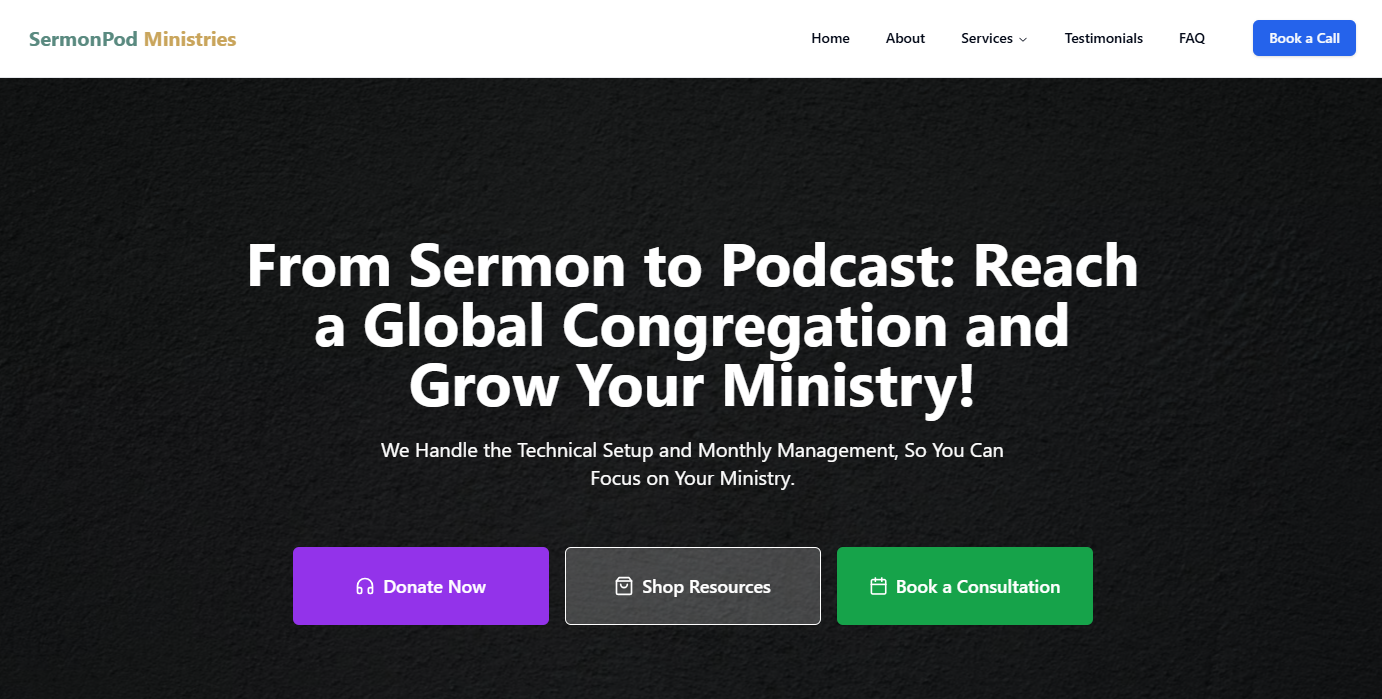 SermonPod Ministries
Home About Services Testimonials FAQ Book a Call
From Sermon to Podcast: Reach
a Global Congregation and
Grow Your Ministry!
We Handle the Technical Setup and Monthly Management, So You Can
Focus on Your Ministry.
Donate Now
Shop Resources
Book a Consultation